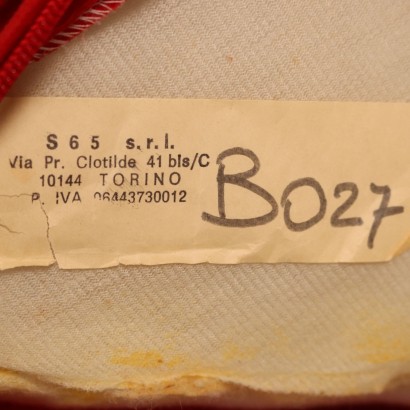 S 6 5 s.r.l.
Via Pr. Clotilde 41 bis/C
10144 TORINO
P. IVA 06443730012
B027